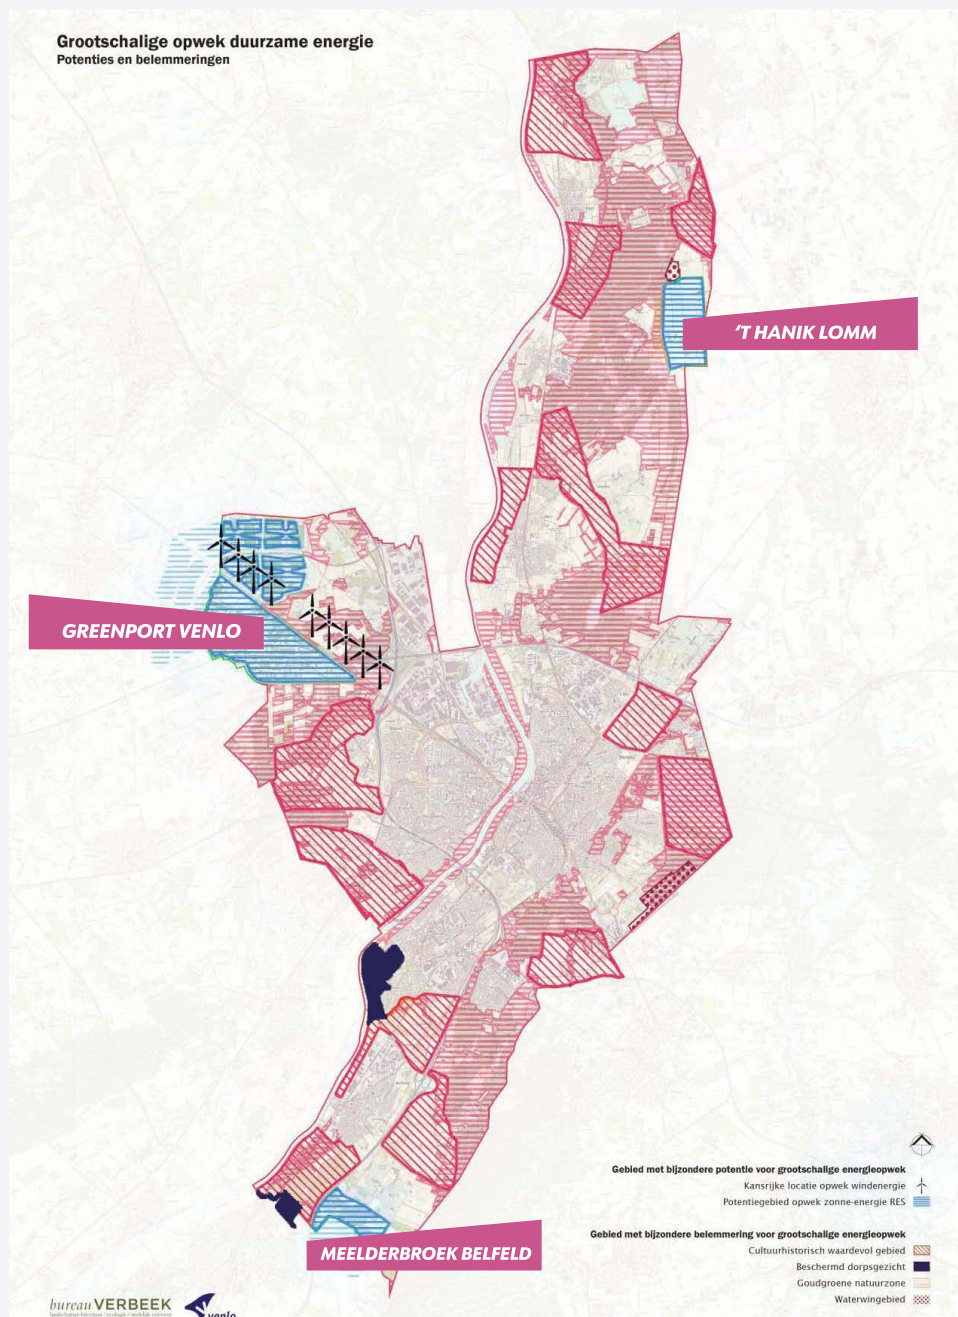 Grootschalige opwek duurzame energie
Potenties en belemmeringen
‘T HANIK LOMM
GREENPORT VENLO
MEELDERBROEK BELFELD
Gebied met bijzondere potentie voor grootschalige energieopwek
Kansrijke locatie opwek windenergie
Potentiegebied opwek zonne-energie RES
Gebied met bijzondere belemmering voor grootschalige energieopwek
Cultuurhistorisch waardevol gebied
Beschermd dorpsgezicht
Goudgroene natuurzone
Waterwingebied
bureau VERBEEK
venlo